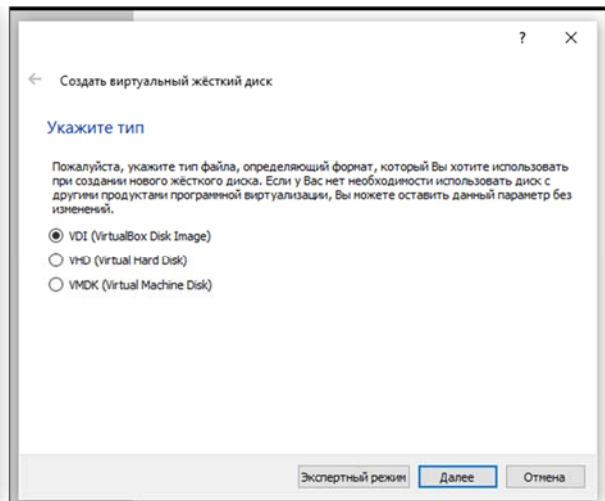 Создать виртуальный жёсткий диск
Укажите тип
Пожалуйста, укажите тип файла, определяющий формат, который Вы хотите использовать
при создании нового жёсткого диска. Если у Вас нет необходимости использовать диск с
другими продуктами программной виртуализации, Вы можете оставить данный параметр без
изменений.
VDI (VirtualBox Disk Image)
VHD (Virtual Hard Disk)
VMDK (Virtual Machine Disk)
Экспертный режим Далее Отмена